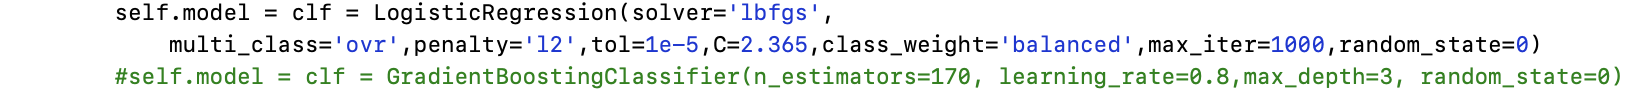 self.model = clf = LogisticRegression(solver='lbfgs',
multi_class='ovr',penalty='l2',tol=1e-5,C=2.365,class_weight='balanced',max_iter=1000,random_state=0)
#self.model = clf = GradientBoostingClassifier(n_estimators=170, learning_rate=0.8,max_depth=3, random_state=0)